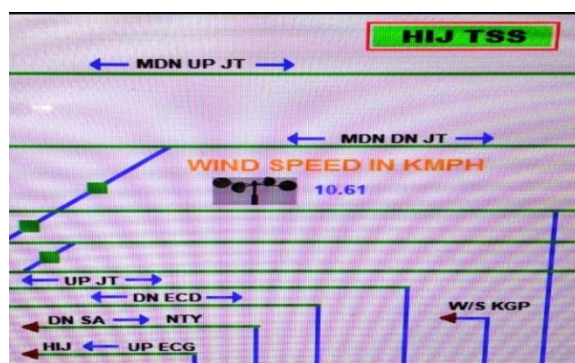 HIJ TSS
MDN UP JT
MDN DN JT
WIND SPEED IN KMPH
10.61
UP JT
DN ECD
W/S KGP
DN SA NTY
HIJ UP ECG